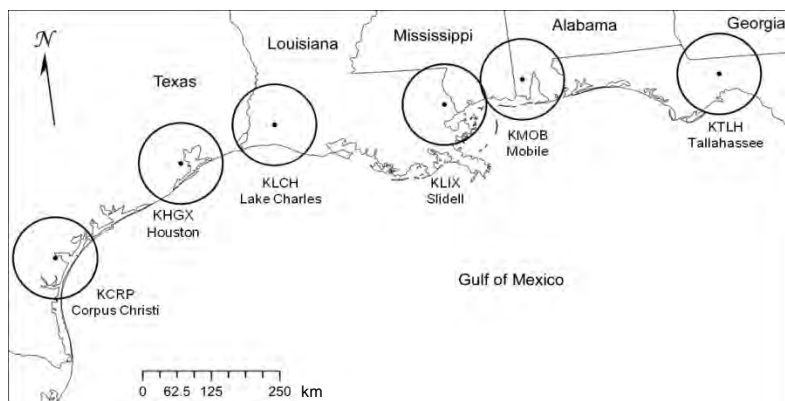 N
Texas
Louisiana
Mississippi
Alabama
Georgia
KCRP
Corpus Christi
KHGX
Houston
KLCH
Lake Charles
KLIX
Slidell
KMOB
Mobile
KTLH
Tallahassee
Gulf of Mexico
0 62.5 125 250 km